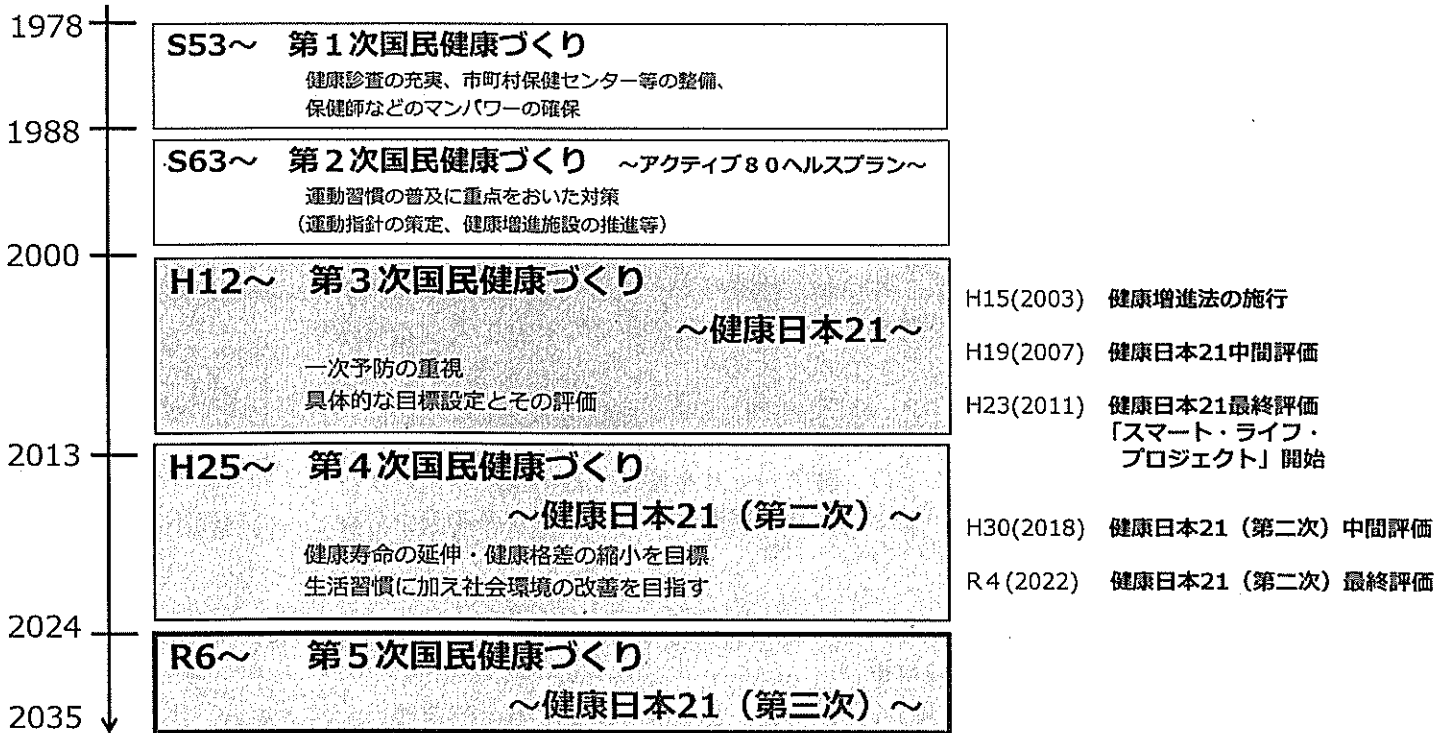 1978
S53～ 第１次国民健康づくり
健康診査の充実、市町村保健センター等の整備、
保健師などのマンパワーの確保
1988
S63～ 第２次国民健康づくり ～アクティブ８０ヘルスプラン～
運動習慣の普及に重点をおいた対策
（運動指針の策定、健康増進施設の推進等）
2000
H12～ 第３次国民健康づくり
～健康日本21～
一次予防の重視
具体的な目標設定とその評価
H15(2003) 健康増進法の施行
H19(2007) 健康日本21中間評価
H23(2011) 健康日本21最終評価
「スマート・ライフ・
プロジェクト」開始
2013
H25～ 第４次国民健康づくり
～健康日本21（第二次）～
健康寿命の延伸・健康格差の縮小を目標
生活習慣に加え社会環境の改善を目指す
H30(2018) 健康日本21（第二次）中間評価
R４(2022) 健康日本21（第二次）最終評価
2024
R6～ 第５次国民健康づくり
～健康日本21（第三次）～
2035